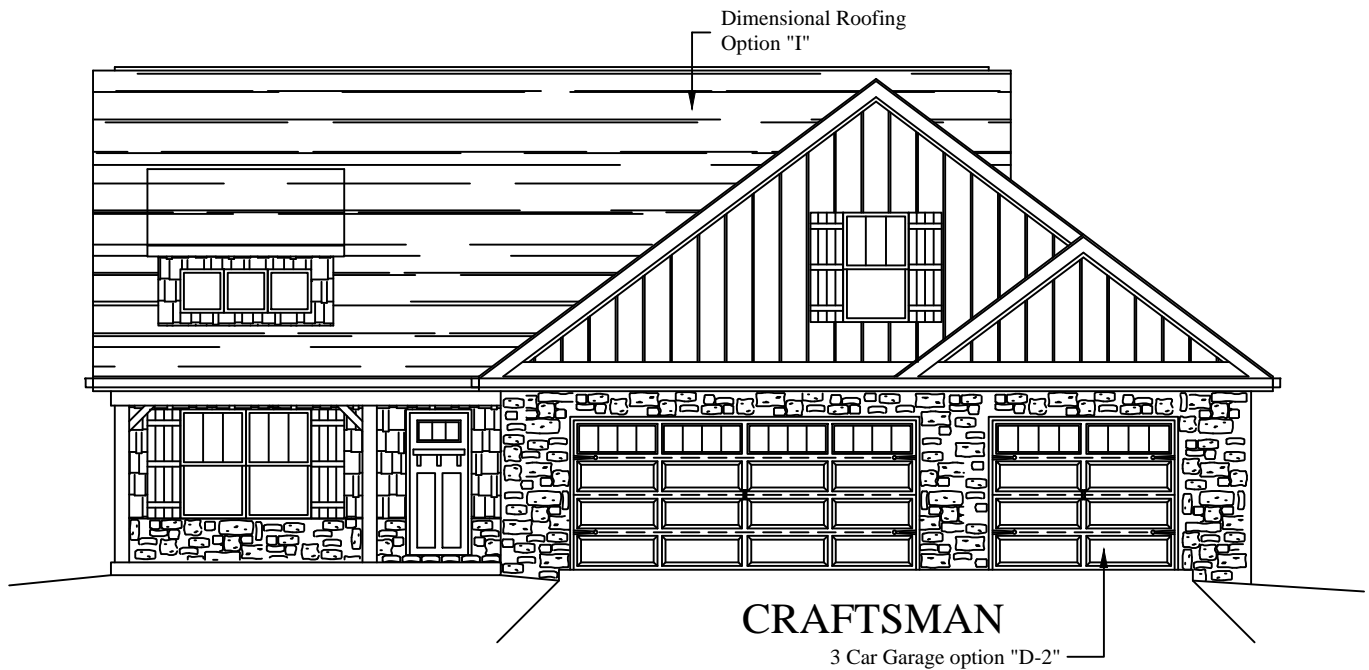 Dimensional Roofing
Option "I"
CRAFTSMAN
3 Car Garage option "D-2"